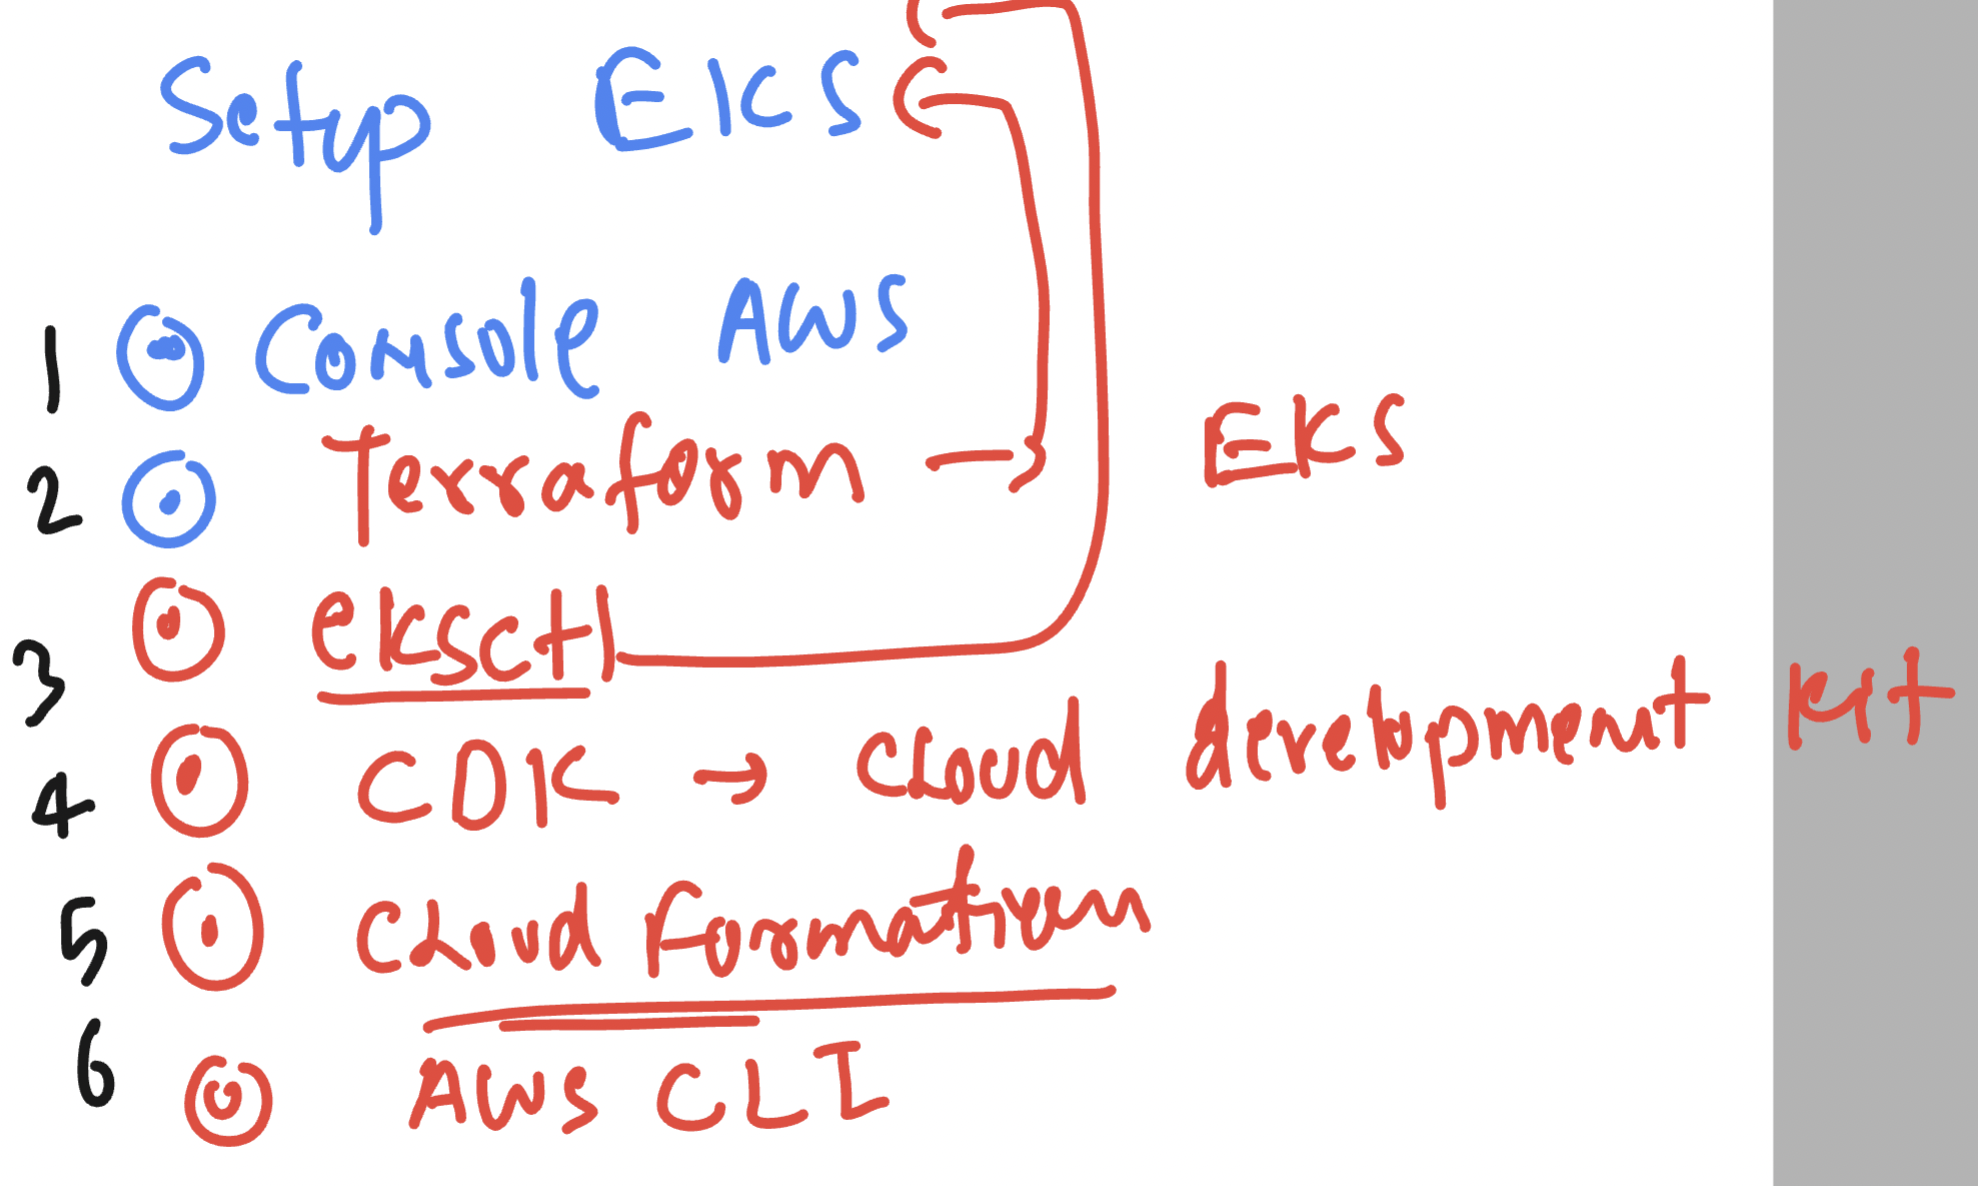 Setup EKS
1 Console AWS
2 Terraform → EKS
3 eksctl
4 CDK → Cloud development kit
5 Cloud Formation
6 AWS CLI